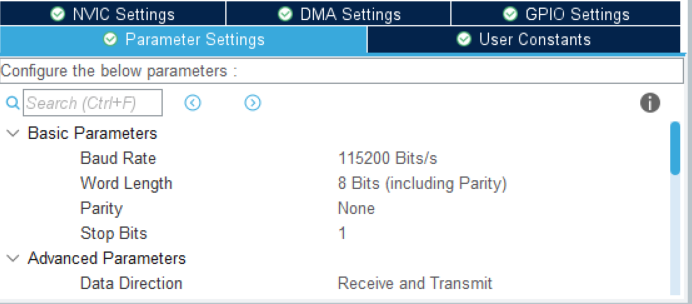 NVIC Settings
DMA Settings
GPIO Settings
Parameter Settings
User Constants
Configure the below parameters :
Search (Ctrl+F)
Basic Parameters
Baud Rate 115200 Bits/s
Word Length 8 Bits (including Parity)
Parity None
Stop Bits 1
Advanced Parameters
Data Direction Receive and Transmit